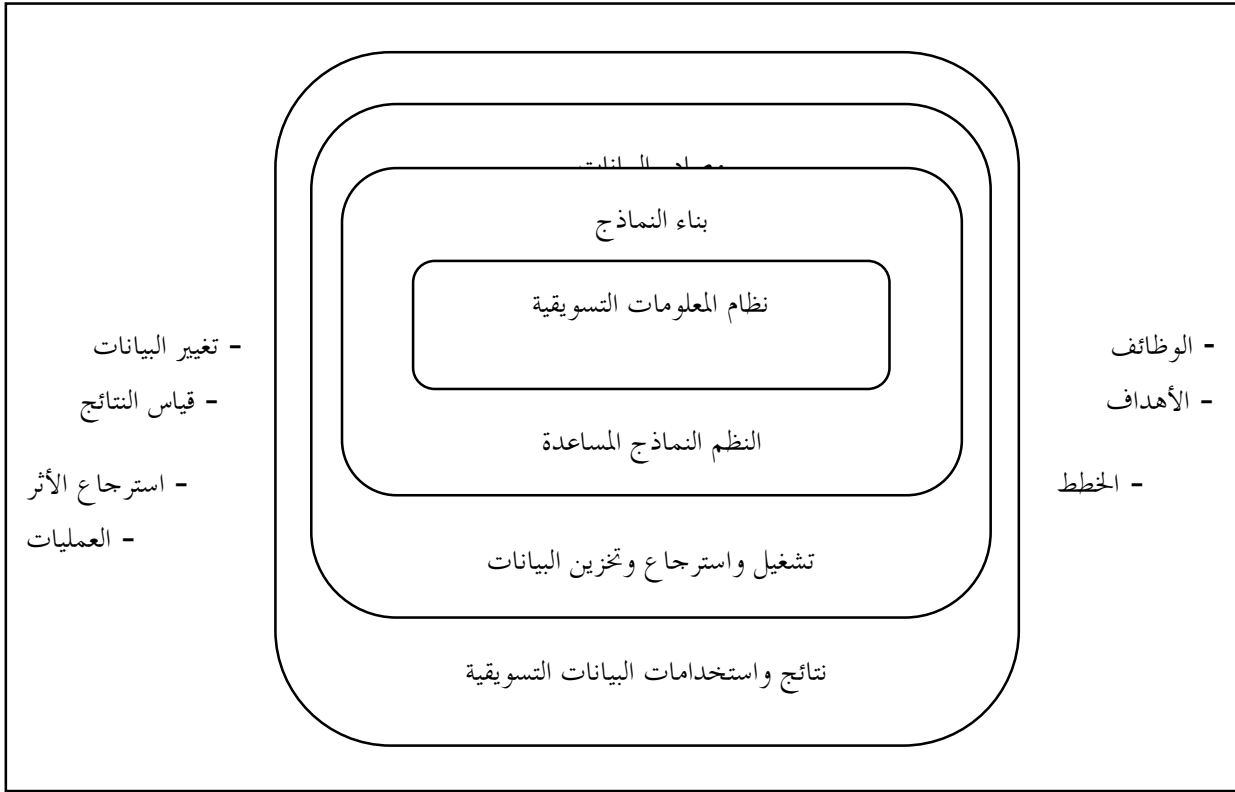 بناء النماذج
نظام المعلومات التسويقية
- الوظائف
- تغيير البيانات
- الأهداف
- قياس النتائج
النظم النماذج المساعدة
- الخطط
- استرجاع الأثر
- العمليات
تشغيل واسترجاع وتخزين البيانات
نتائج واستخدامات البيانات التسويقية